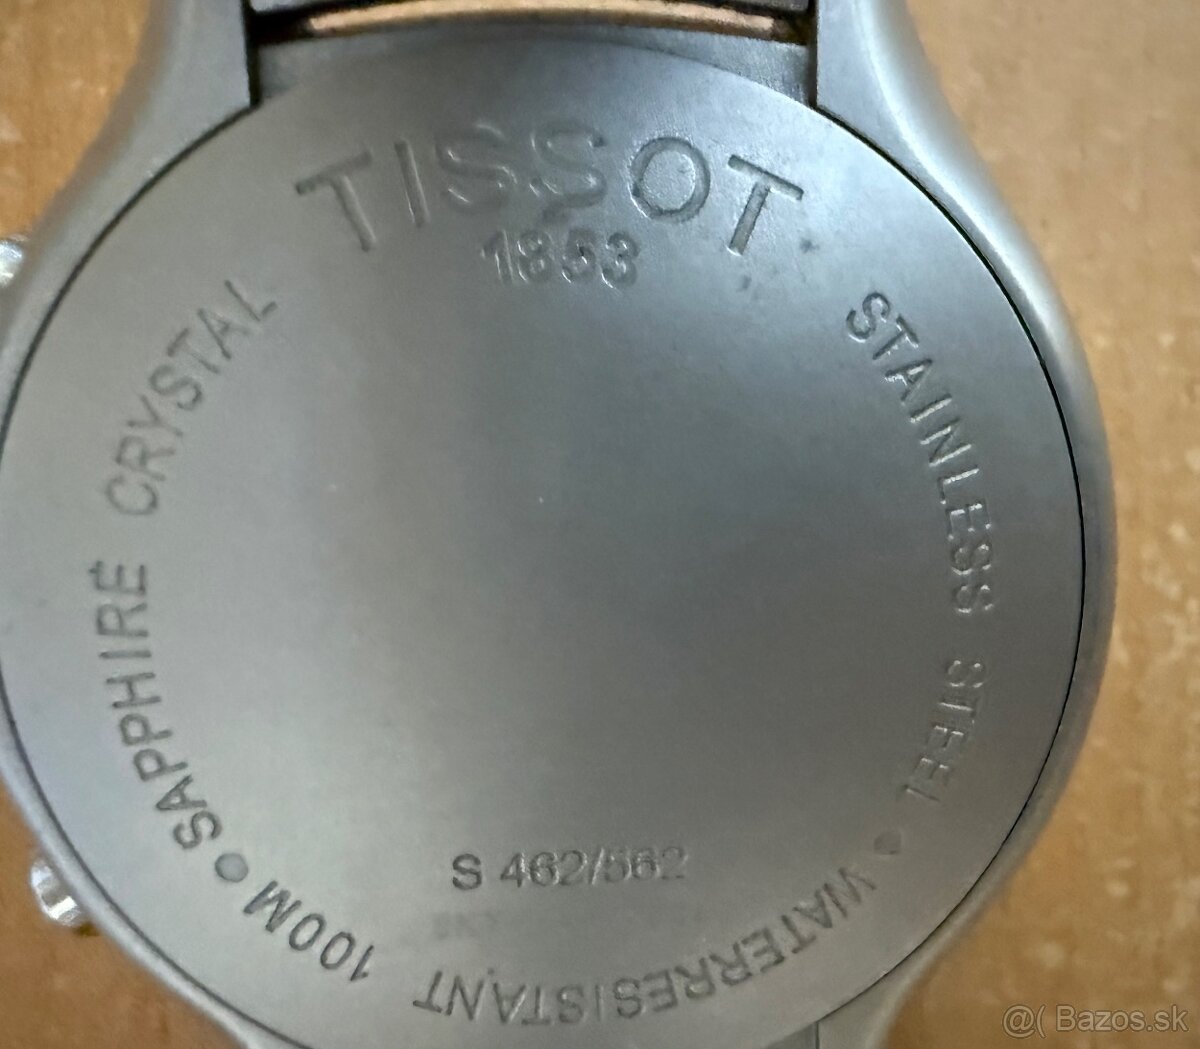 TISSOT
1853
STAINLESS STEEL • WATERRESISTANT 100M • SAPPHIRE CRYSTAL
S 462/562
@( Bazos.sk